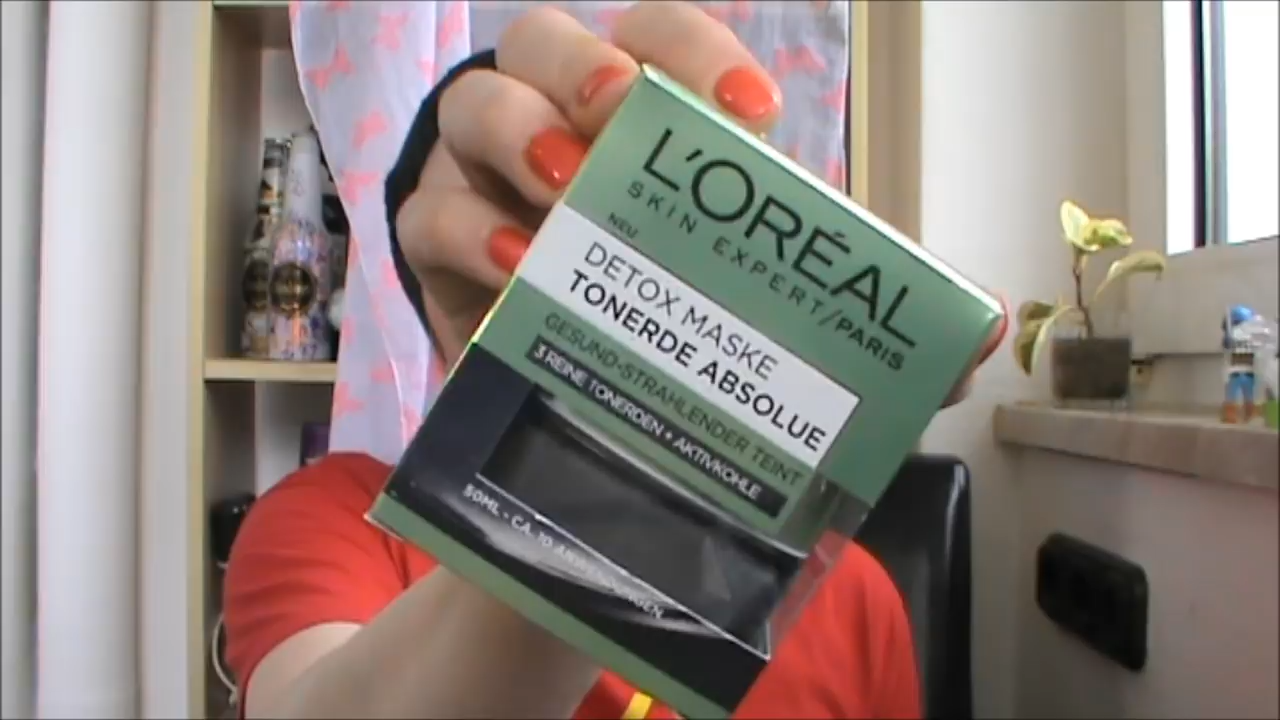 L'ORÉAL
SKIN EXPERT/PARIS
NEU
DETOX MASKE
TONERDE ABSOLUE
GESUND-STRAHLENDER TEINT
3 REINE TONERDEN + AKTIVKOHLE
50ML - CA. 10 ANWENDUNGEN